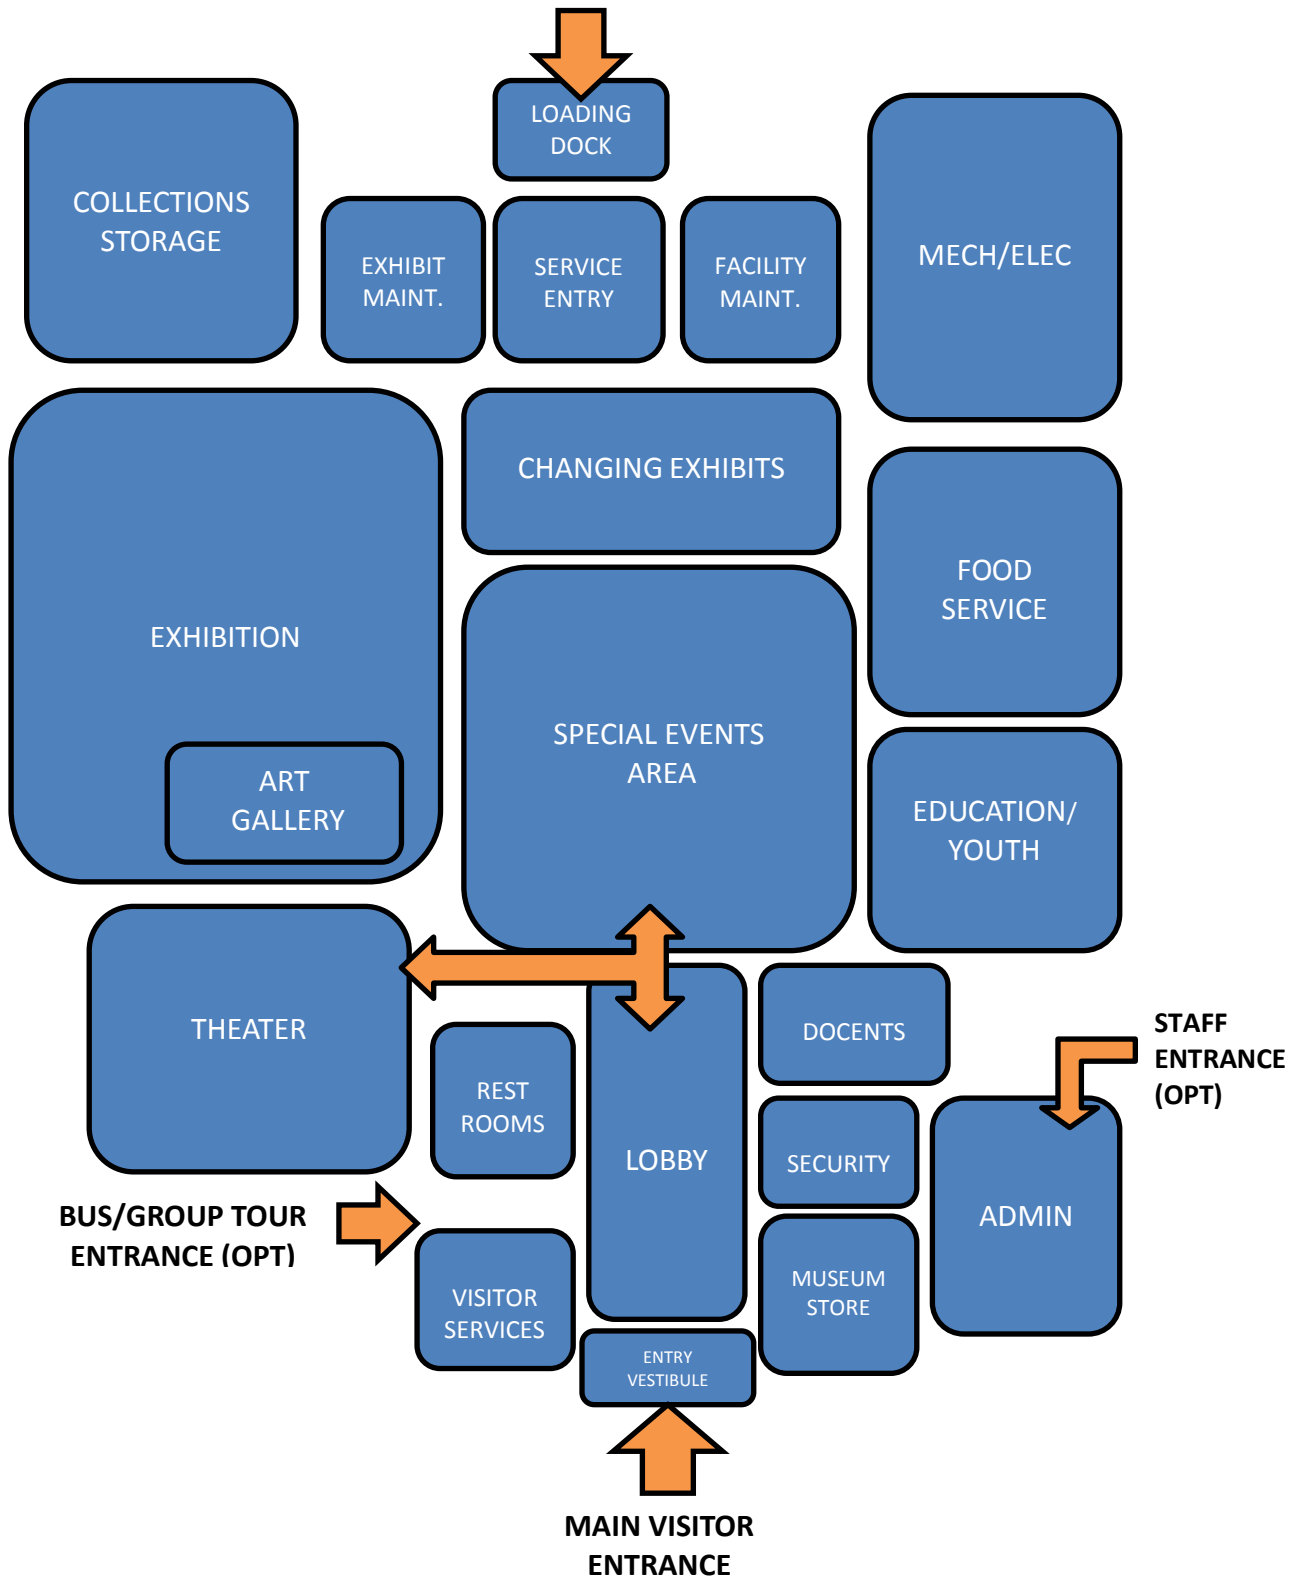 LOADING
DOCK
COLLECTIONS
STORAGE
EXHIBIT
MAINT.
SERVICE
ENTRY
FACILITY
MAINT.
MECH/ELEC
CHANGING EXHIBITS
FOOD
SERVICE
EXHIBITION
SPECIAL EVENTS
AREA
ART
GALLERY
EDUCATION/
YOUTH
THEATER
DOCENTS
STAFF
ENTRANCE
(OPT)
REST
ROOMS
LOBBY
SECURITY
ADMIN
BUS/GROUP TOUR
ENTRANCE (OPT)
VISITOR
SERVICES
MUSEUM
STORE
ENTRY
VESTIBULE
MAIN VISITOR
ENTRANCE